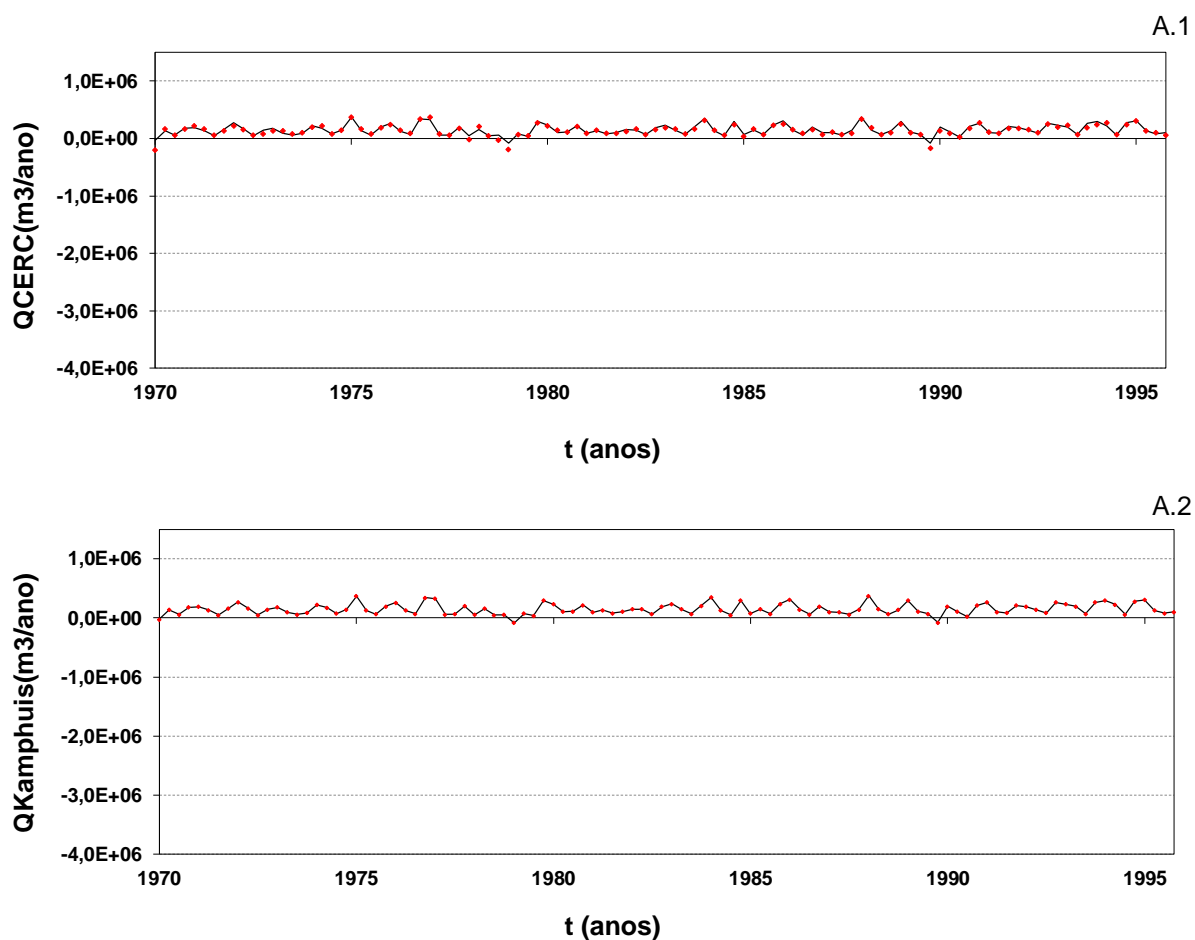 A.1
QCERC(m3/ano)
1,0E+06
0,0E+00
-1,0E+06
-2,0E+06
-3,0E+06
-4,0E+06
1970 1975 1980 1985 1990 1995
t (anos)
A.2
QKamphuis(m3/ano)
1,0E+06
0,0E+00
-1,0E+06
-2,0E+06
-3,0E+06
-4,0E+06
1970 1975 1980 1985 1990 1995
t (anos)